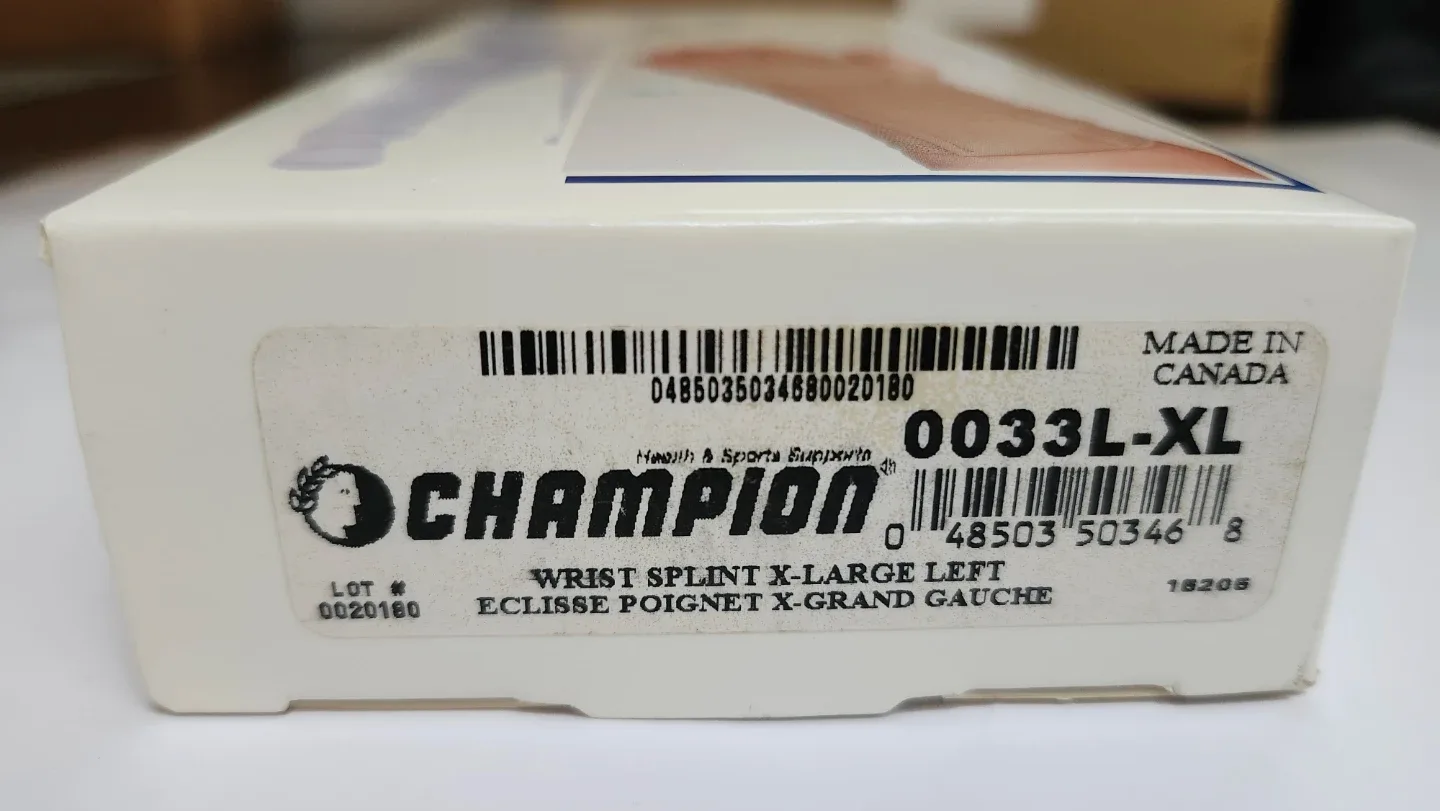 0485035034680020180
MADE IN
CANADA
0033L-XL
Health & Sports Supports
CHAMPION
0 48503 50346 8
WRIST SPLINT X-LARGE LEFT
ECLISSE POIGNET X-GRAND GAUCHE
LOT #
0020180
16206